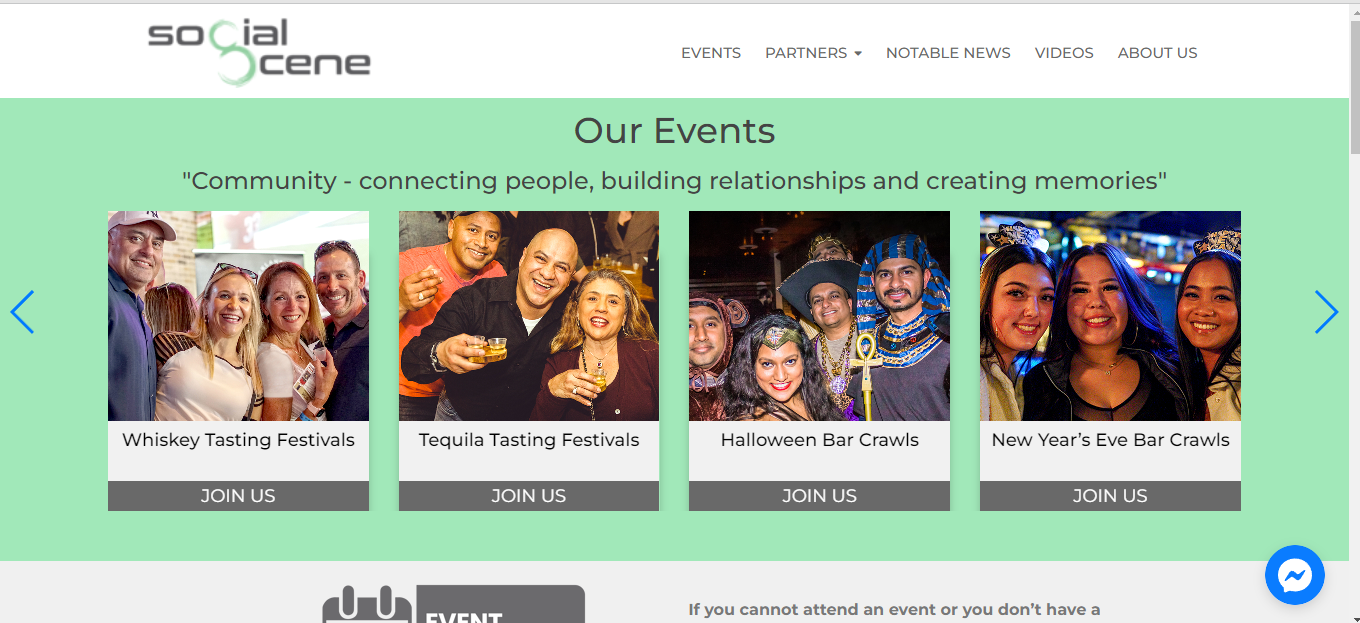 social
scene
EVENTS PARTNERS NOTABLE NEWS VIDEOS ABOUT US
Our Events
"Community - connecting people, building relationships and creating memories"
Whiskey Tasting Festivals
Tequila Tasting Festivals
Halloween Bar Crawls
New Year’s Eve Bar Crawls
JOIN US
JOIN US
JOIN US
JOIN US
EVENT
If you cannot attend an event or you don’t have a